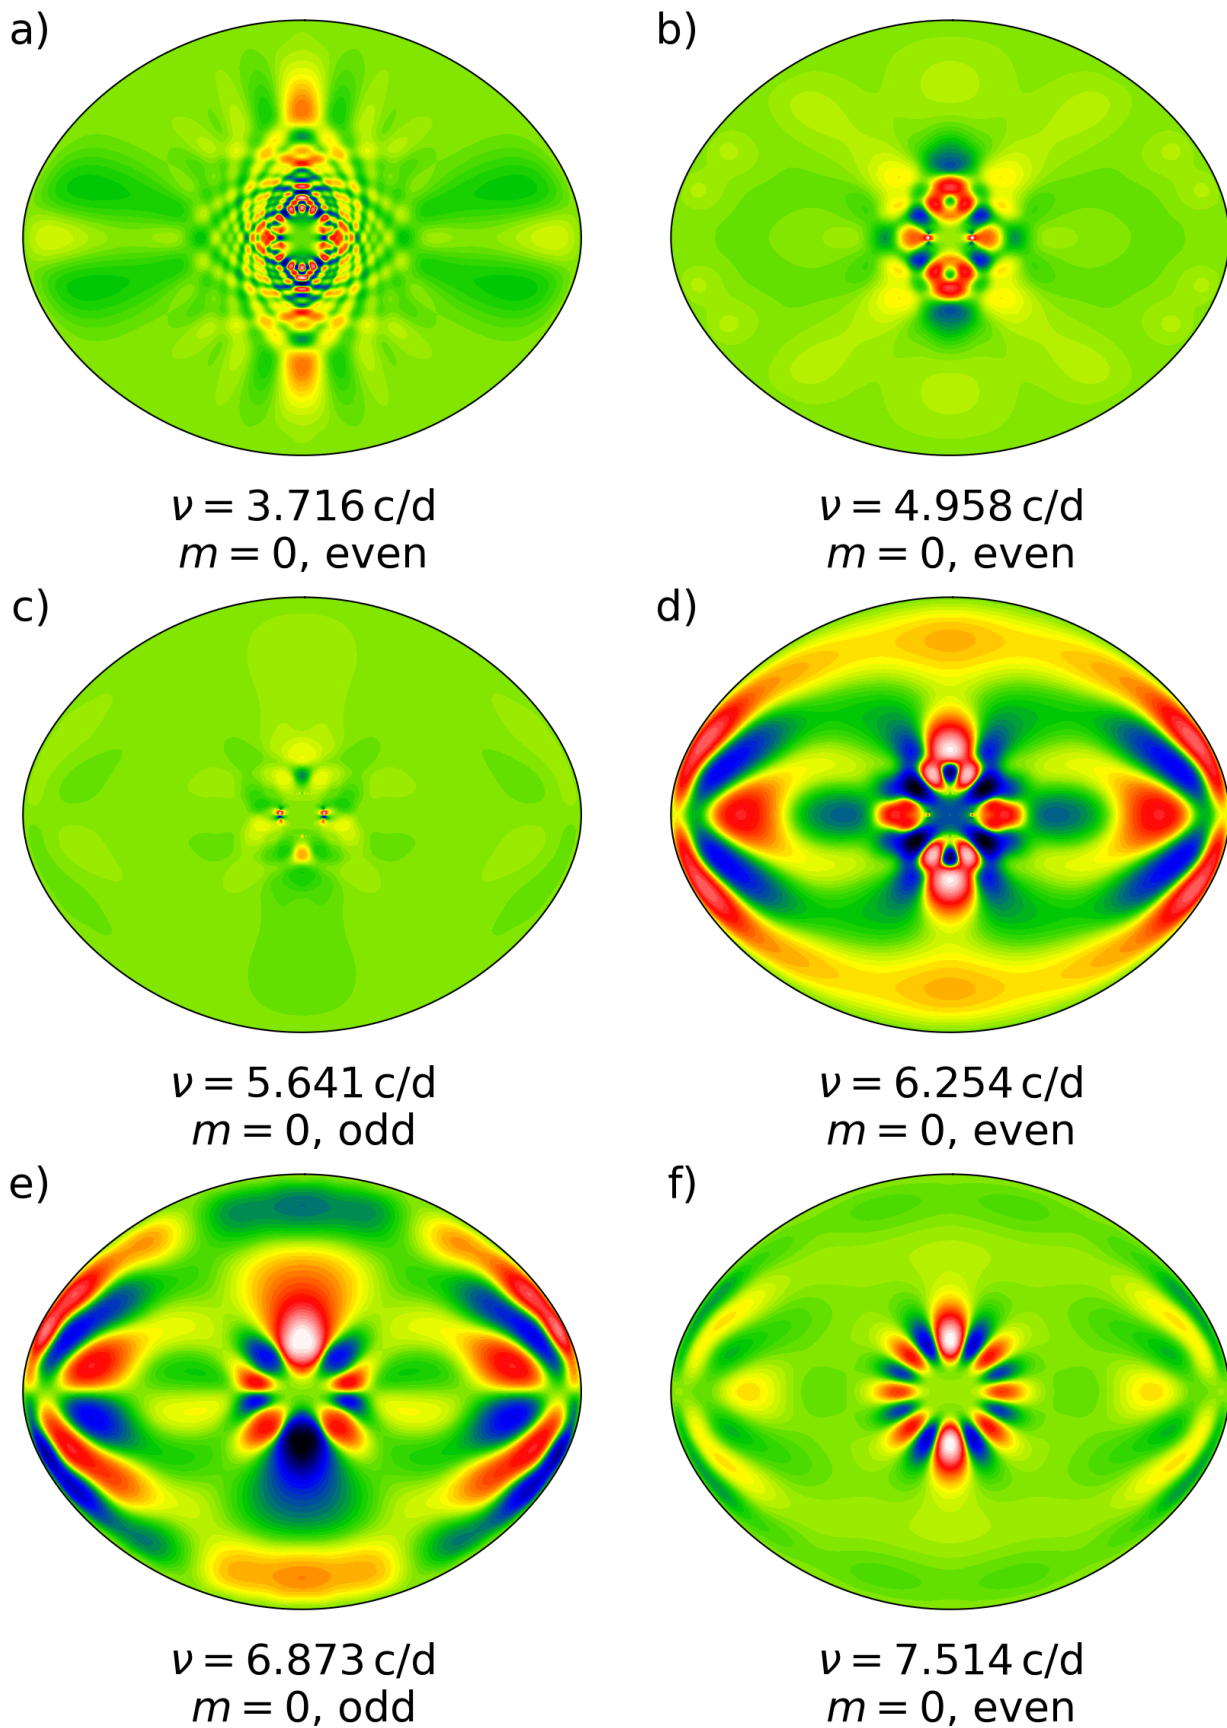 a)
b)
ν = 3.716 c/d
m = 0, even
ν = 4.958 c/d
m = 0, even
c)
d)
ν = 5.641 c/d
m = 0, odd
ν = 6.254 c/d
m = 0, even
e)
f)
ν = 6.873 c/d
m = 0, odd
ν = 7.514 c/d
m = 0, even